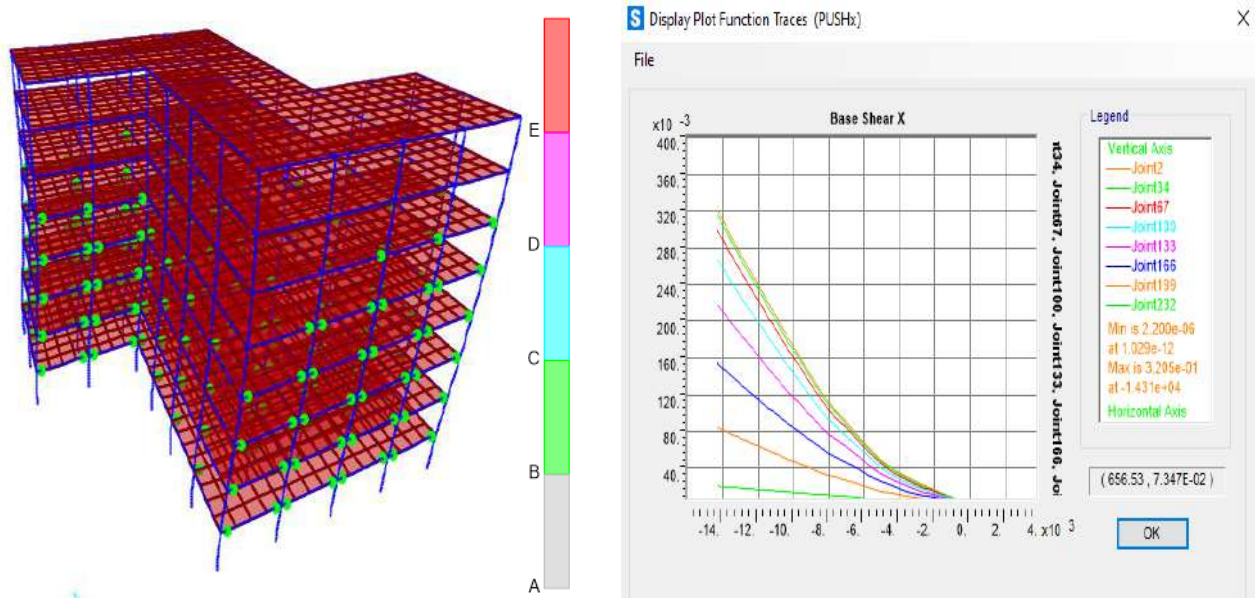 E
D
C
B
A
S Display Plot Function Traces (PUSHx)
X
File
x10 -3
Base Shear X
400.
360.
320.
280.
240.
200.
160.
120.
80.
40.
-14. -12. -10. -8. -6. -4. -2. 0. 2. 4. x10 3
nt34, Joint67, Joint100, Joint133, Joint166, Joi
Legend
Vertical Axis
Joint2
Joint34
Joint67
Joint133
Joint166
Joint199
Joint232
Min is 2.200e-06
at 1.029e-12
Max is 3.205e-01
at -1.431e+04
Horizontal Axis
( 656.53 , 7.347E-02 )
OK